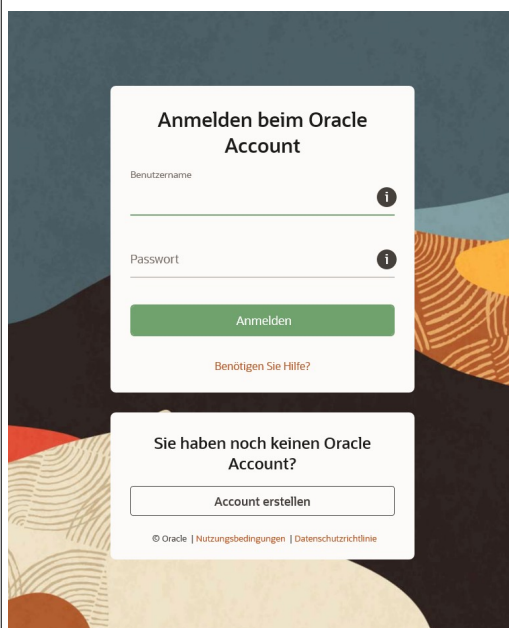 Anmelden beim Oracle
Account
Benutzername
i
Passwort
i
Anmelden
Benötigen Sie Hilfe?
Sie haben noch keinen Oracle
Account?
Account erstellen
© Oracle | Nutzungsbedingungen | Datenschutzrichtlinie